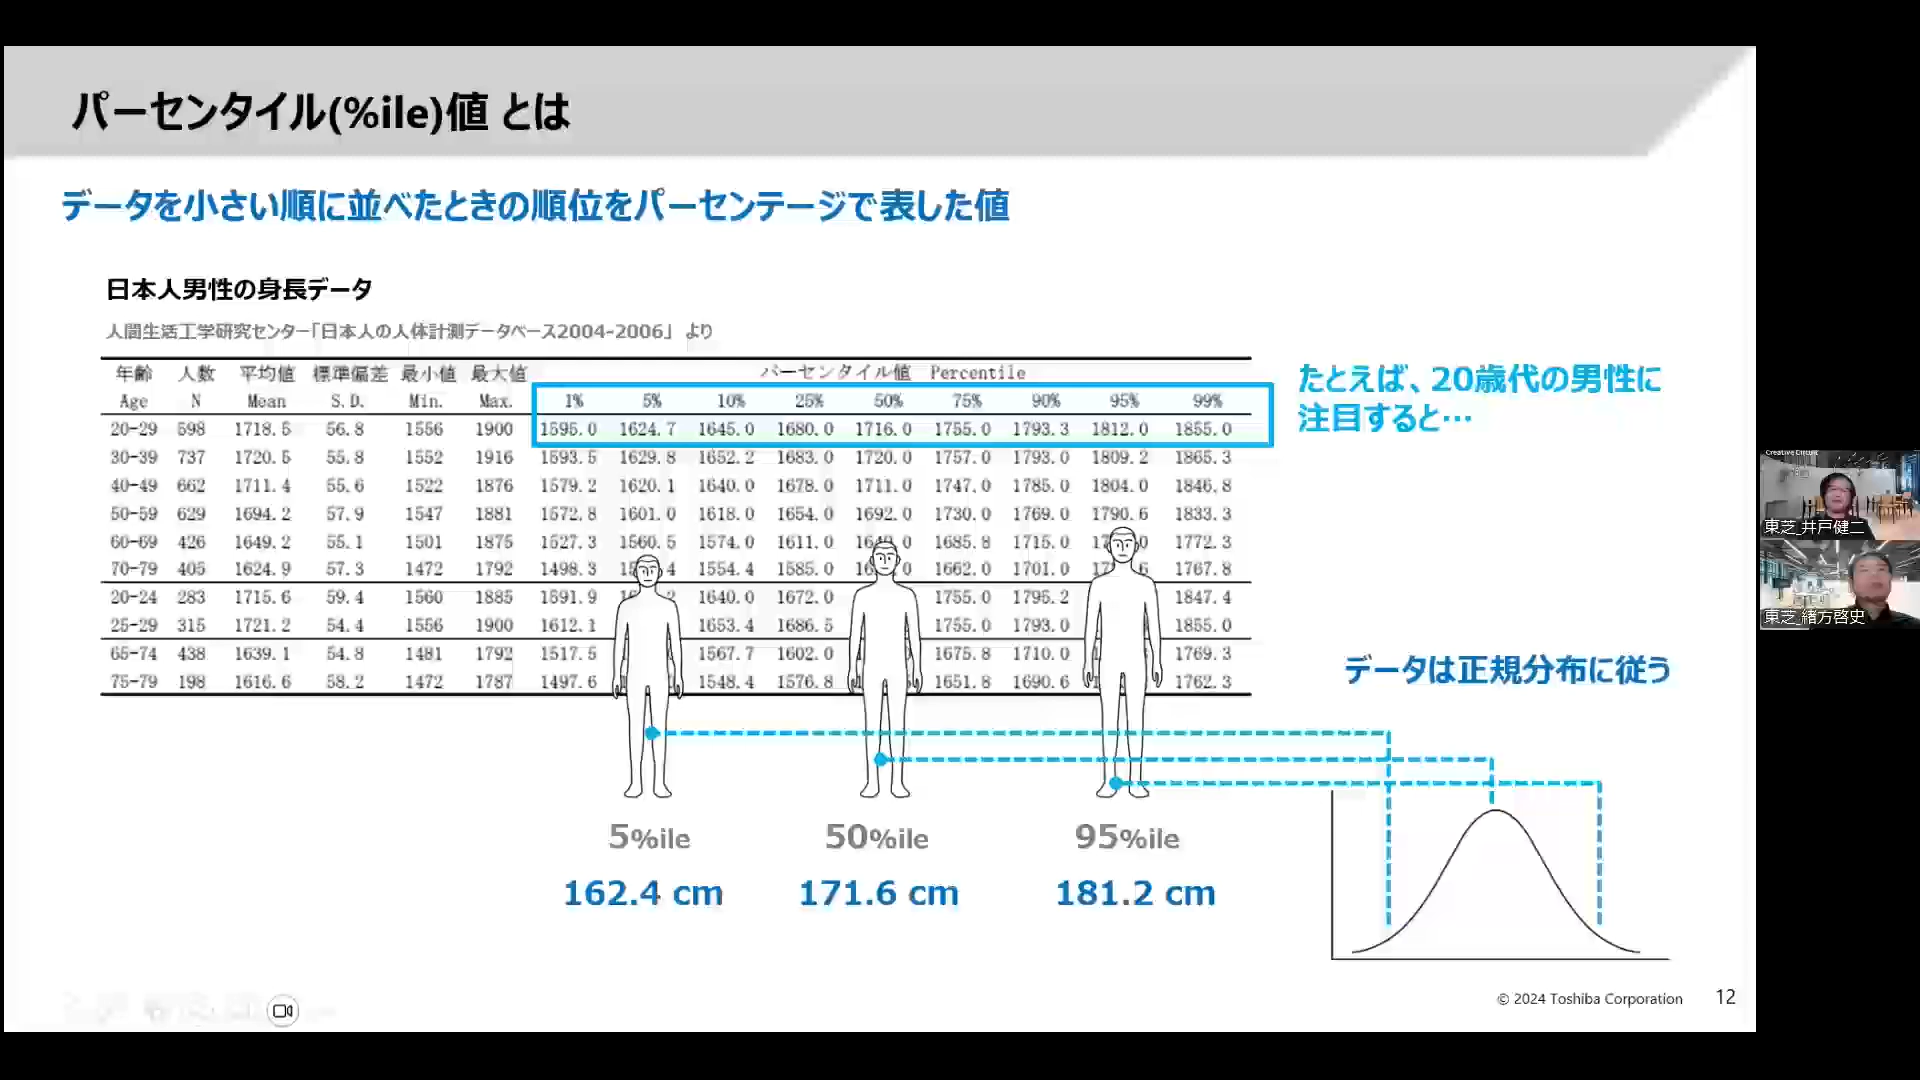 パーセンタイル(%ile)値 とは
データを小さい順に並べたときの順位をパーセンテージで表した値
日本人男性の身長データ
人間生活工学研究センター「日本人の人体計測データベース2004-2006」 より
年齢 人数 平均値 標準偏差 最小値 最大値 パーセンタイル値 Percentile
Age N Mean S.D. Min. Max. 1% 5% 10% 25% 50% 75% 90% 95% 99%
20-29 598 1718.5 56.8 1556 1900 1595.0 1624.7 1645.0 1680.0 1716.0 1755.0 1793.3 1812.0 1855.0
30-39 737 1720.5 55.8 1552 1916 1593.5 1629.8 1652.2 1683.0 1720.0 1757.0 1793.0 1809.2 1865.3
40-49 662 1711.4 55.6 1522 1876 1579.2 1620.1 1640.0 1678.0 1711.0 1747.0 1785.0 1804.0 1846.8
50-59 629 1694.2 57.9 1547 1881 1572.8 1601.0 1618.0 1654.0 1692.0 1730.0 1769.0 1790.6 1833.3
60-69 426 1649.2 55.1 1501 1875 1527.3 1560.5 1574.0 1611.0 1685.8 1715.0 1772.3
70-79 405 1624.9 57.3 1472 1792 1498.3 1554.4 1585.0 1662.0 1701.0 1767.8
20-24 283 1715.6 59.4 1560 1885 1591.9 1640.0 1672.0 1755.0 1795.2 1847.4
25-29 315 1721.2 54.4 1556 1900 1612.1 1653.4 1686.5 1755.0 1793.0 1855.0
65-74 438 1639.1 54.8 1481 1792 1517.5 1567.7 1602.0 1675.8 1710.0 1769.3
75-79 198 1616.6 58.2 1472 1787 1497.6 1548.4 1576.8 1651.8 1690.6 1762.3
たとえば、20歳代の男性に
注目すると…
データは正規分布に従う
5%ile 50%ile 95%ile
162.4 cm 171.6 cm 181.2 cm
© 2024 Toshiba Corporation 12
Creative Circuit
東芝_井戸健二
東芝_緒方啓史